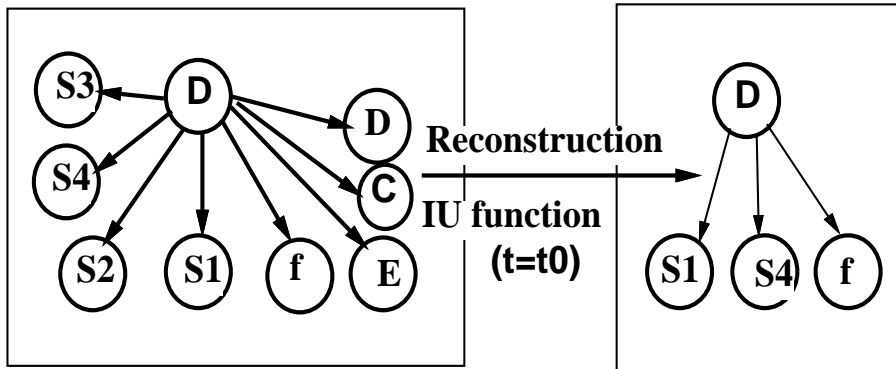 S3
D
D
S4
C
S2
S1
f
E
Reconstruction
IU function
(t=t0)
D
S1
S4
f